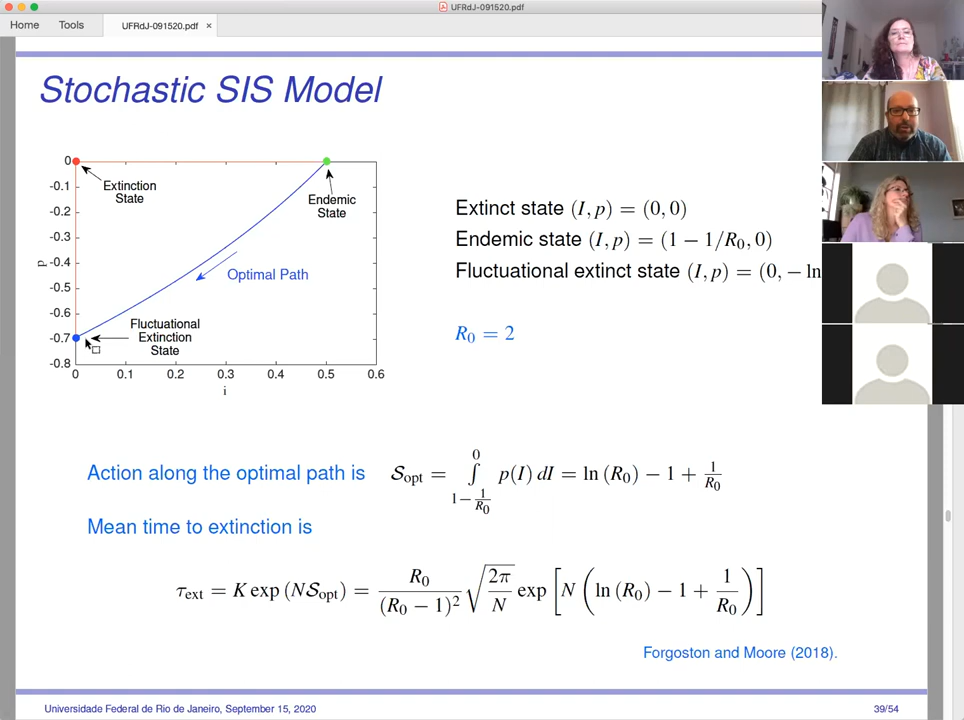 UFRdJ-091520.pdf
Home Tools UFRdJ-091520.pdf ×
Stochastic SIS Model
0
-0.1
-0.2
-0.3
-0.4
-0.5
-0.6
-0.7
-0.8
p
0 0.1 0.2 0.3 0.4 0.5 0.6
i
Extinction
State
Endemic
State
Optimal Path
Fluctuational
Extinction
State
Extinct state (I, p) = (0, 0)
Endemic state (I, p) = (1 − 1/R₀, 0)
Fluctuational extinct state (I, p) = (0, − ln
R₀ = 2
Action along the optimal path is 𝒮opt = ∫_{1−1/R₀}^{0} p(I) dI = ln (R₀) − 1 + 1/R₀
Mean time to extinction is
τext = K exp (N𝒮opt) = R₀/(R₀ − 1)² √(2π/N) exp [N (ln (R₀) − 1 + 1/R₀)]
Forgoston and Moore (2018).
Universidade Federal de Rio de Janeiro, September 15, 2020 39/54